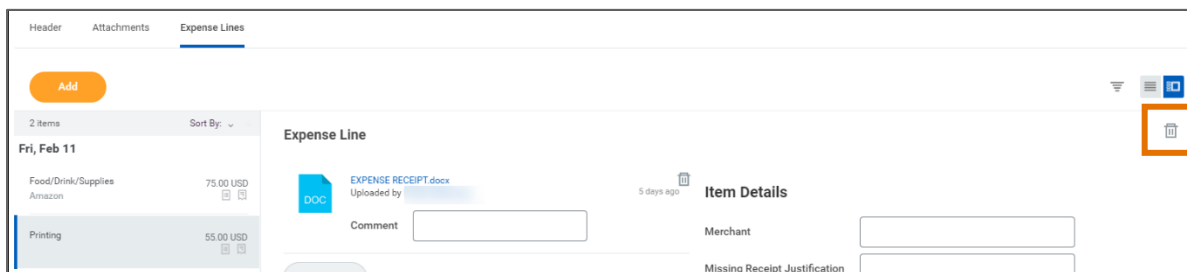 Header Attachments Expense Lines
Add
2 items Sort By:
Fri, Feb 11
Food/Drink/Supplies 75.00 USD
Amazon
Printing 55.00 USD
Expense Line
EXPENSE RECEIPT.docx
Uploaded by
5 days ago
DOC
Comment
Item Details
Merchant
Missing Receipt Justification